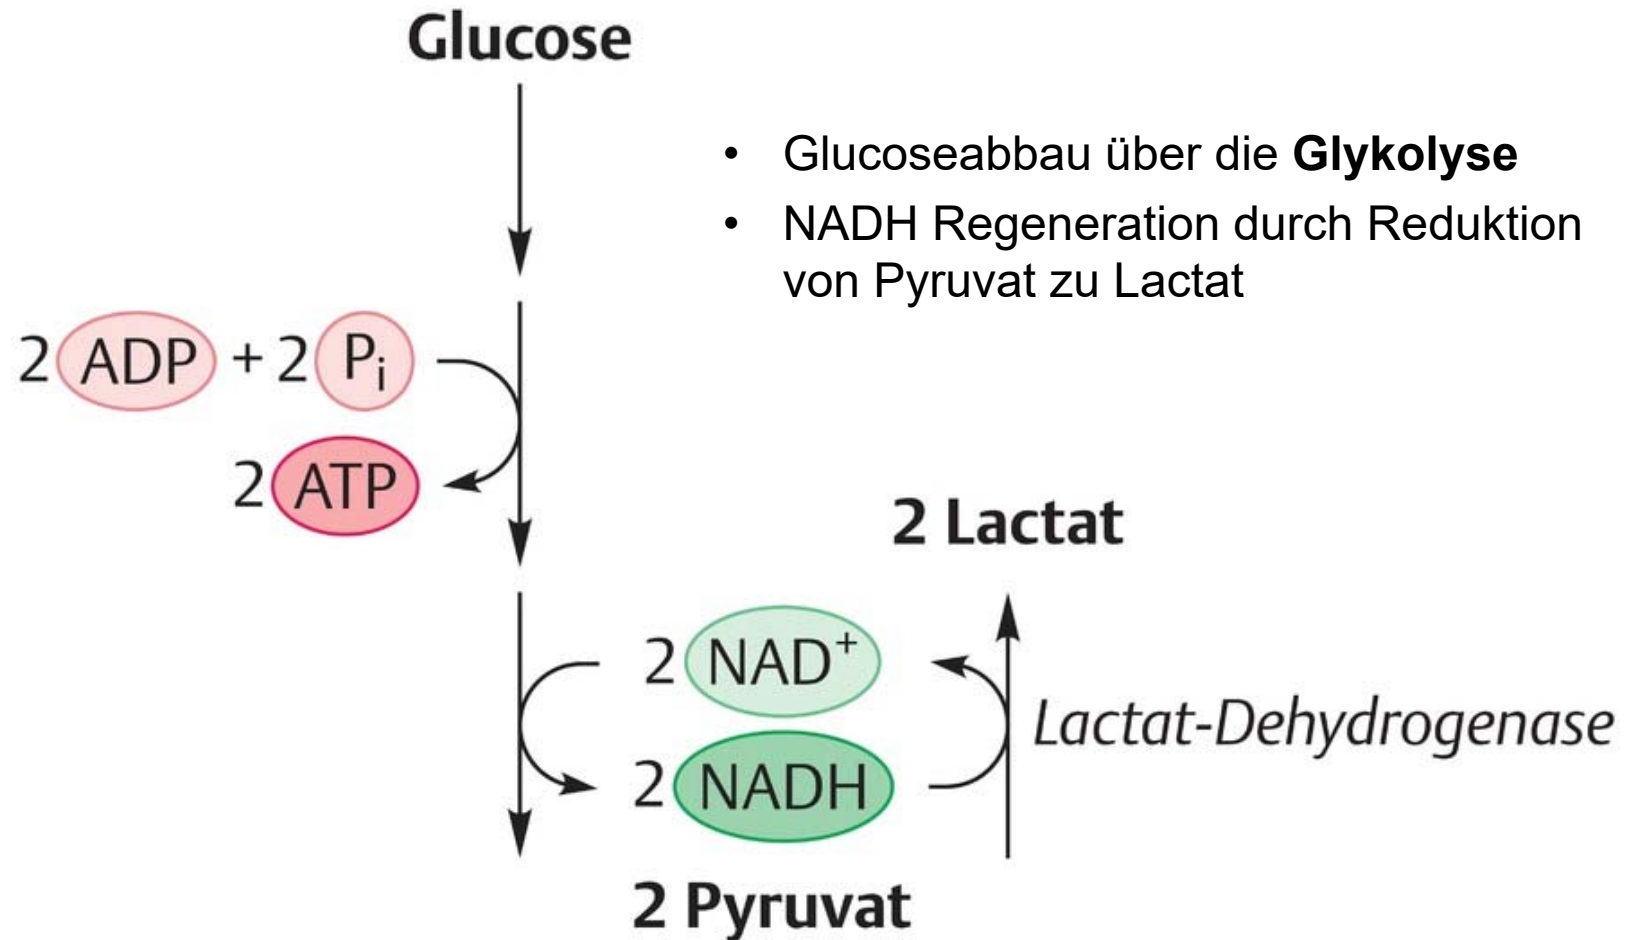 Glucose
• Glucoseabbau über die Glykolyse
• NADH Regeneration durch Reduktion
von Pyruvat zu Lactat
2 ADP + 2 Pi
2 ATP
2 Lactat
2 NAD+
Lactat-Dehydrogenase
2 NADH
2 Pyruvat